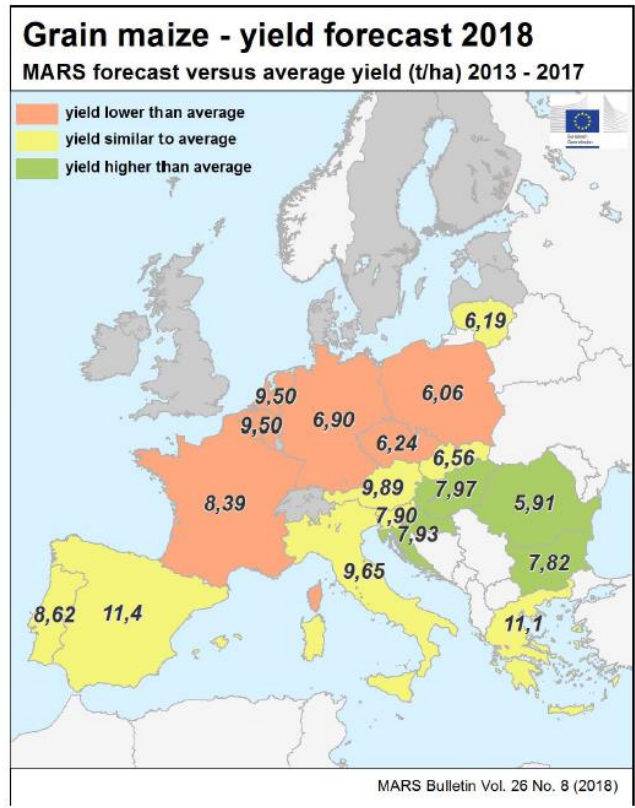 Grain maize - yield forecast 2018
MARS forecast versus average yield (t/ha) 2013 - 2017
yield lower than average
yield similar to average
yield higher than average
European
Commission
6,19
9,50
6,90
6,06
9,50
6,24
6,56
9,89
7,97
5,91
8,39
7,90
7,93
7,82
9,65
8,62
11,4
11,1
MARS Bulletin Vol. 26 No. 8 (2018)